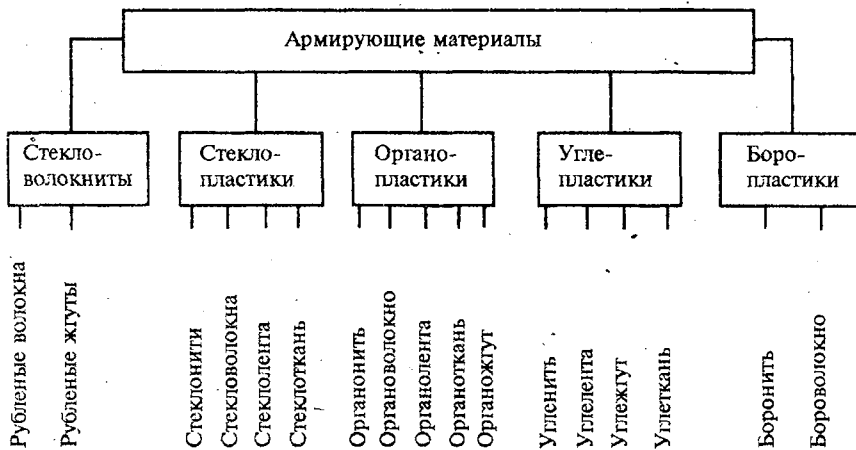 Армирующие материалы
Стекло-
волокниты
Стекло-
пластики
Органо-
пластики
Угле-
пластики
Боро-
пластики
Рубленые волокна
Рубленые жгуты
Стеклонити
Стекловолокна
Стеклолента
Стеклоткань
Органонить
Органоволокно
Органолента
Органоткань
Органожгут
Угленить
Углелента
Углежгут
Углеткань
Боронить
Бороволокно